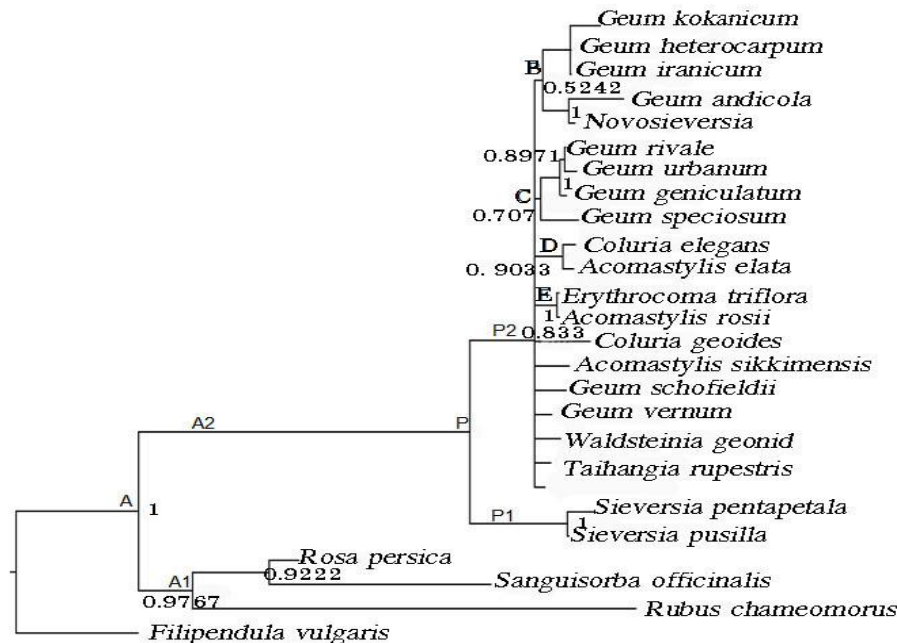 Geum kokanicum
Geum heterocarpum
B
Geum iranicum
0.5242
Geum andicola
1
Novosieversia
0.8971
Geum rivale
Geum urbanum
1
C
Geum geniculatum
0.707
Geum speciosum
D
Coluria elegans
0. 9033
Acomastylis elata
E
Erythrocoma triflora
1
Acomastylis rosii
P2
0.833
Coluria geoides
Acomastylis sikkimensis
Geum schofieldii
A2
P
Geum vernum
Waldsteinia geonid
Taihangia rupestris
A
1
P1
Sieversia pentapetala
1
Sieversia pusilla
Rosa persica
A1
0.9222
Sanguisorba officinalis
0.9767
Rubus chameomorus
Filipendula vulgaris